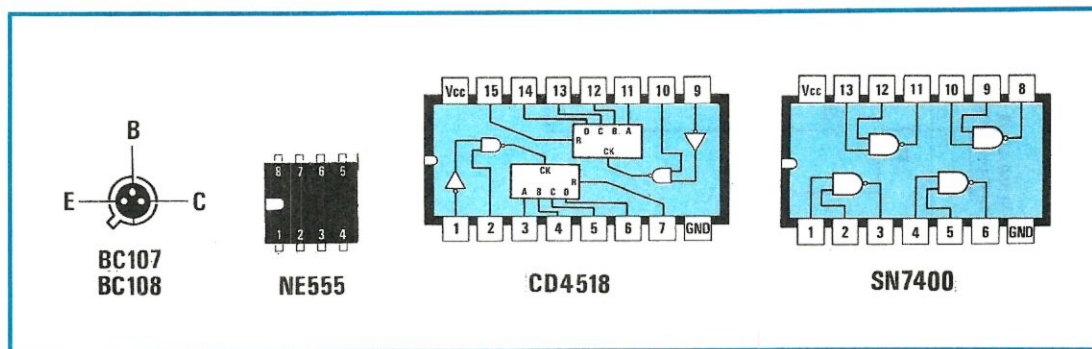 B
E
C
BC107
BC108
8 7 6 5
1 2 3 4
NE555
Vcc 15 14 13 12 11 10 9
D C B A
R
CK
CK
R
A B C D
1 2 3 4 5 6 7 GND
CD4518
Vcc 13 12 11 10 9 8
1 2 3 4 5 6 GND
SN7400